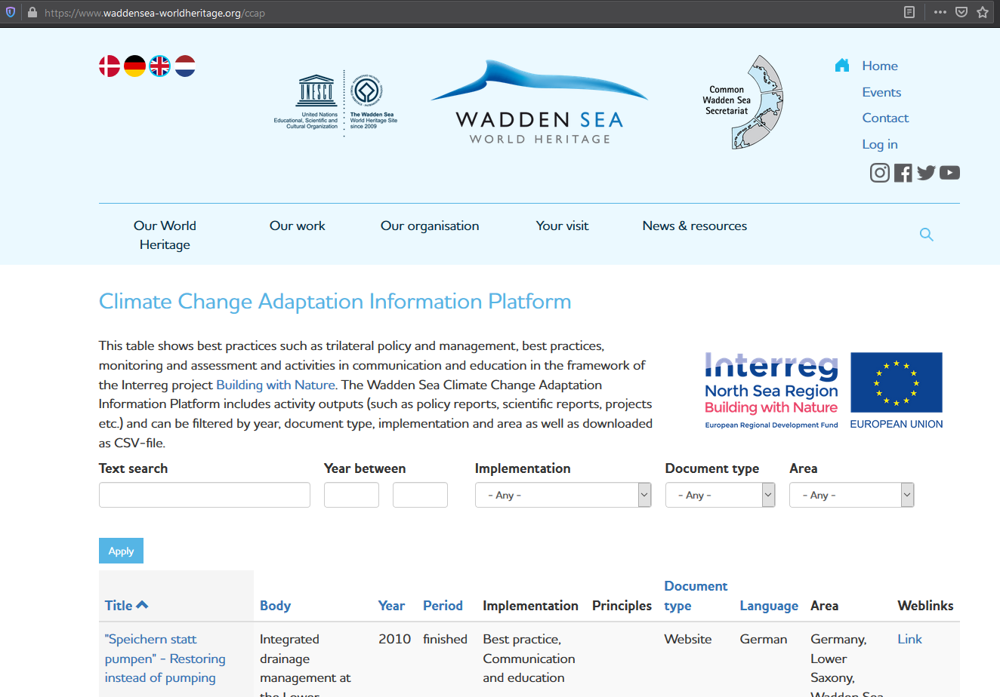 https://www.waddensea-worldheritage.org/ccap
UNESCO
United Nations
Educational, Scientific and
Cultural Organization
The Wadden Sea
World Heritage Site
since 2009
WADDEN SEA
WORLD HERITAGE
Common
Wadden Sea
Secretariat
Home
Events
Contact
Log in
Our World
Heritage
Our work
Our organisation
Your visit
News & resources
Climate Change Adaptation Information Platform
This table shows best practices such as trilateral policy and management, best practices,
monitoring and assessment and activities in communication and education in the framework of
the Interreg project Building with Nature. The Wadden Sea Climate Change Adaptation
Information Platform includes activity outputs (such as policy reports, scientific reports, projects
etc.) and can be filtered by year, document type, implementation and area as well as downloaded
as CSV-file.
Interreg
North Sea Region
Building with Nature
European Regional Development Fund
EUROPEAN UNION
Text search
Year between
Implementation
Document type
Area
- Any -
- Any -
- Any -
Apply
Title
Body
Year
Period
Implementation
Principles
Document
type
Language
Area
Weblinks
"Speichern statt
pumpen" - Restoring
instead of pumping
Integrated
drainage
management at
the Lower
2010
finished
Best practice,
Communication
and education
Website
German
Germany,
Lower
Saxony,
Wadden Sea
Link